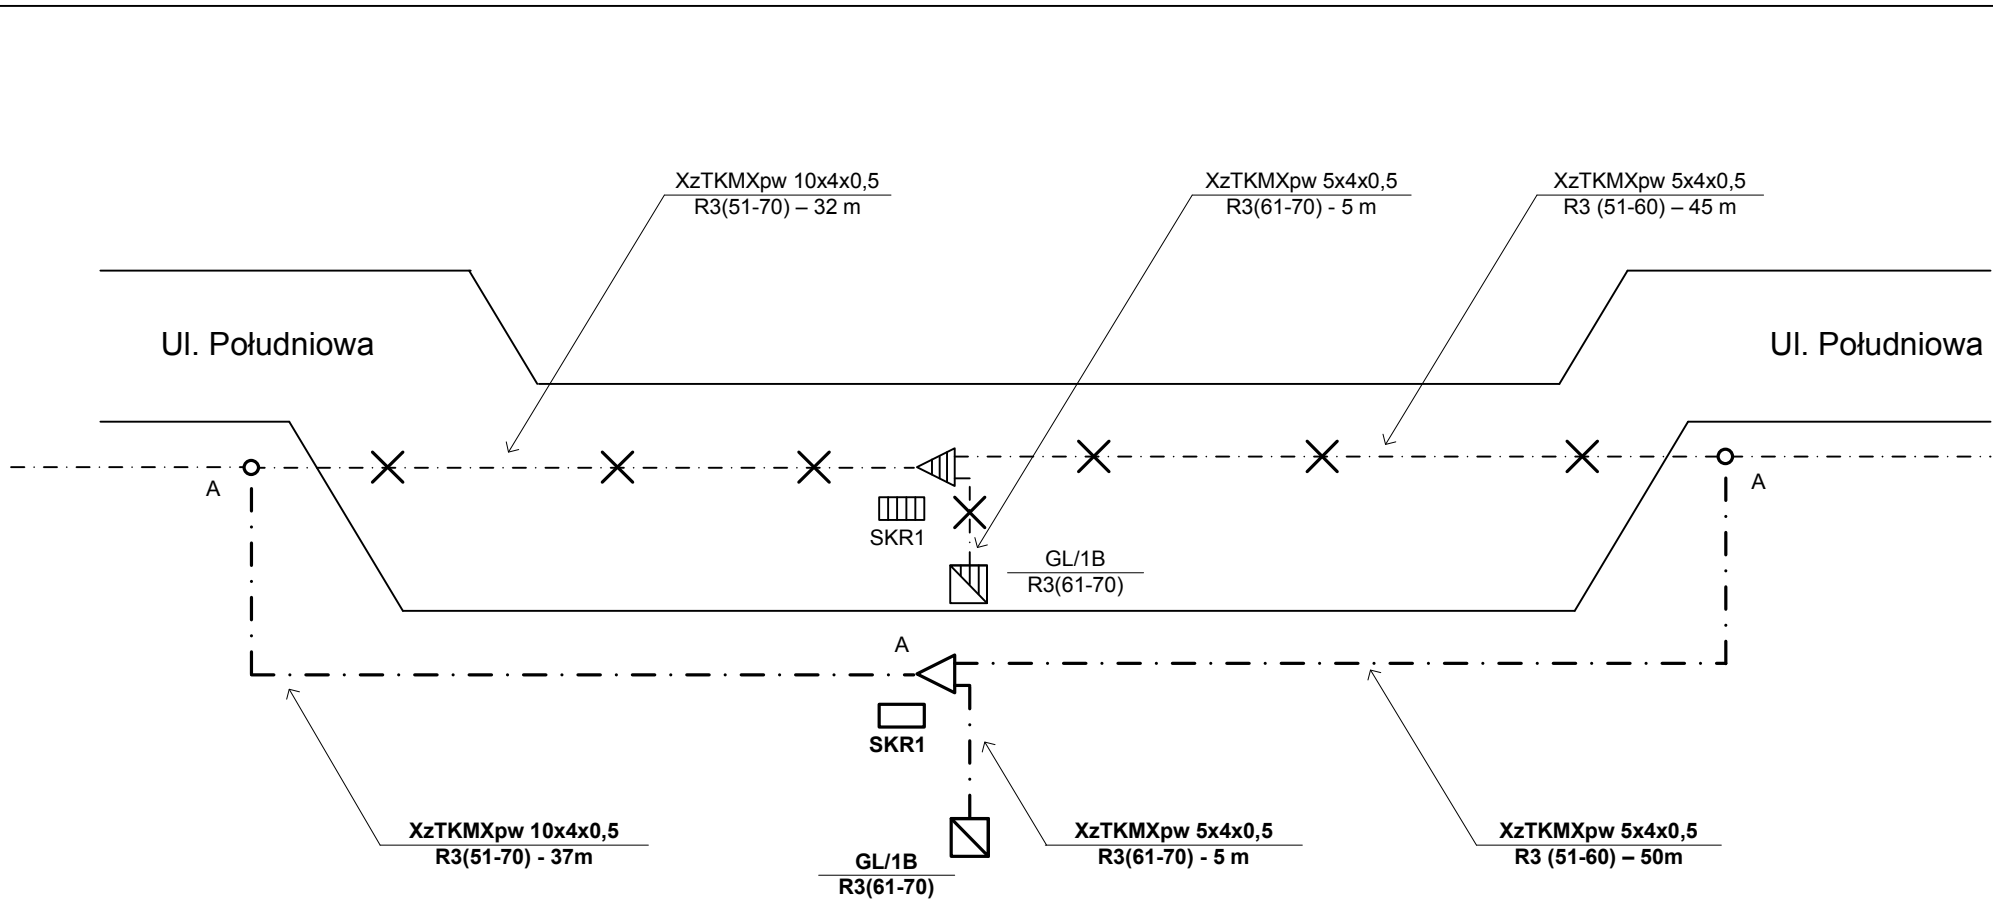 XzTKMXpw 10x4x0,5
R3(51-70) – 32 m
XzTKMXpw 5x4x0,5
R3(61-70) - 5 m
XzTKMXpw 5x4x0,5
R3 (51-60) – 45 m
Ul. Południowa
Ul. Południowa
A
A
SKR1
GL/1B
R3(61-70)
A
SKR1
XzTKMXpw 10x4x0,5
R3(51-70) - 37m
GL/1B
R3(61-70)
XzTKMXpw 5x4x0,5
R3(61-70) - 5 m
XzTKMXpw 5x4x0,5
R3 (51-60) – 50m